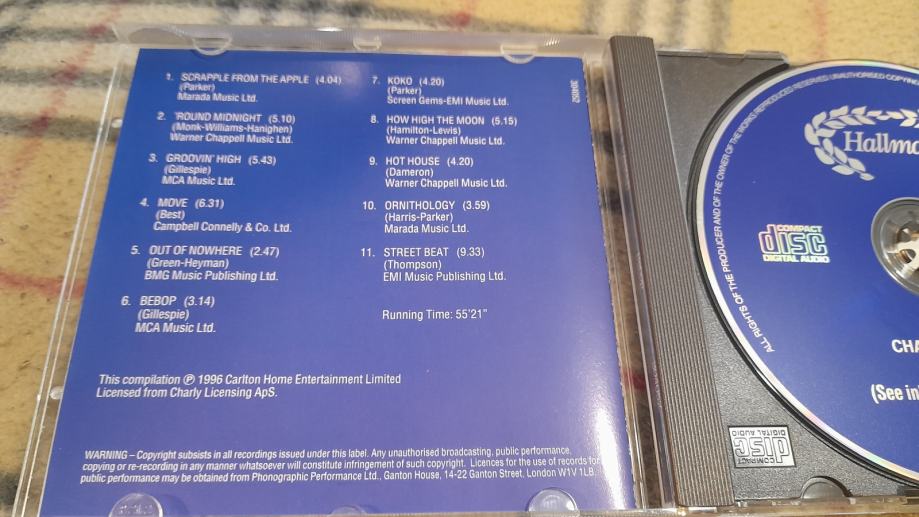 1. SCRAPPLE FROM THE APPLE (4.04)
(Parker)
Marada Music Ltd.
2. 'ROUND MIDNIGHT (5.10)
(Monk-Williams-Hanighen)
Warner Chappell Music Ltd.
3. GROOVIN' HIGH (5.43)
(Gillespie)
MCA Music Ltd.
4. MOVE (6.31)
(Best)
Campbell Connelly & Co. Ltd.
5. OUT OF NOWHERE (2.47)
(Green-Heyman)
BMG Music Publishing Ltd.
6. BEBOP (3.14)
(Gillespie)
MCA Music Ltd.
7. KOKO (4.20)
(Parker)
Screen Gems-EMI Music Ltd.
8. HOW HIGH THE MOON (5.15)
(Hamilton-Lewis)
Warner Chappell Music Ltd.
9. HOT HOUSE (4.20)
(Dameron)
Warner Chappell Music Ltd.
10. ORNITHOLOGY (3.59)
(Harris-Parker)
Marada Music Ltd.
11. STREET BEAT (9.33)
(Thompson)
EMI Music Publishing Ltd.
Running Time: 55'21"
This compilation ℗ 1996 Carlton Home Entertainment Limited
Licensed from Charly Licensing ApS.
WARNING – Copyright subsists in all recordings issued under this label. Any unauthorised broadcasting, public performance,
copying or re-recording in any manner whatsoever will constitute infringement of such copyright. Licences for the use of records for
public performance may be obtained from Phonographic Performance Ltd., Ganton House, 14-22 Ganton Street, London W1V 1LB.
304052
ALL RIGHTS OF THE PRODUCER AND OF THE OWNER OF THE WORKS REPRODUCED RESERVED UNAUTHORISED COPYING
Hallma
COMPACT
disc
DIGITAL AUDIO
CHA
(See in
COMPACT
disc
DIGITAL AUDIO